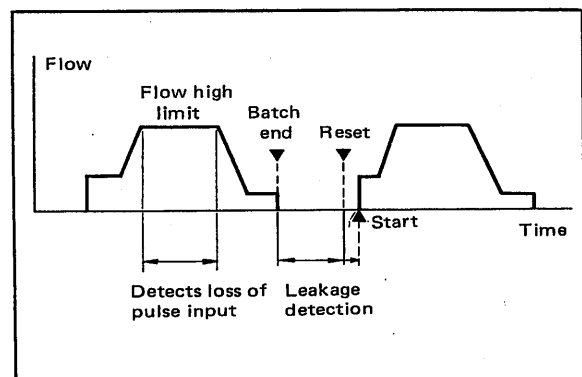 Flow
Flow high
limit
Batch
end
Reset
Start
Time
Detects loss of
pulse input
Leakage
detection